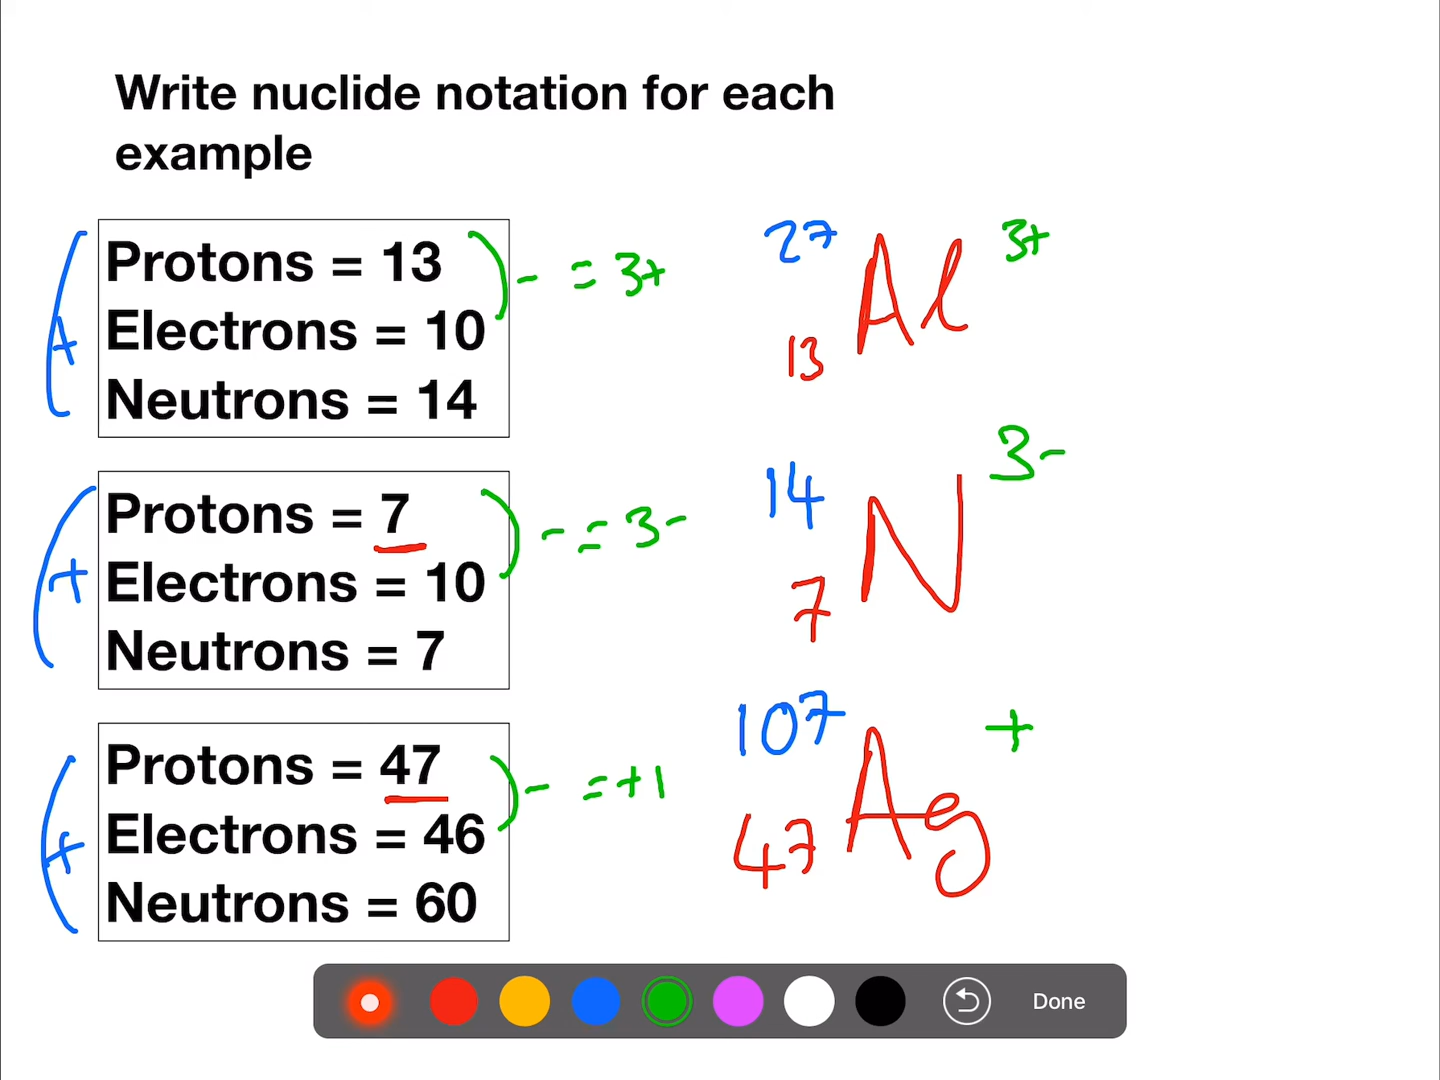 Write nuclide notation for each
example
+ Protons = 13 - = 3+
Electrons = 10
Neutrons = 14
27 Al 3+
13
+ Protons = 7 - = 3-
Electrons = 10
Neutrons = 7
14 N 3-
7
+ Protons = 47 - = +1
Electrons = 46
Neutrons = 60
107 Ag +
47
Done